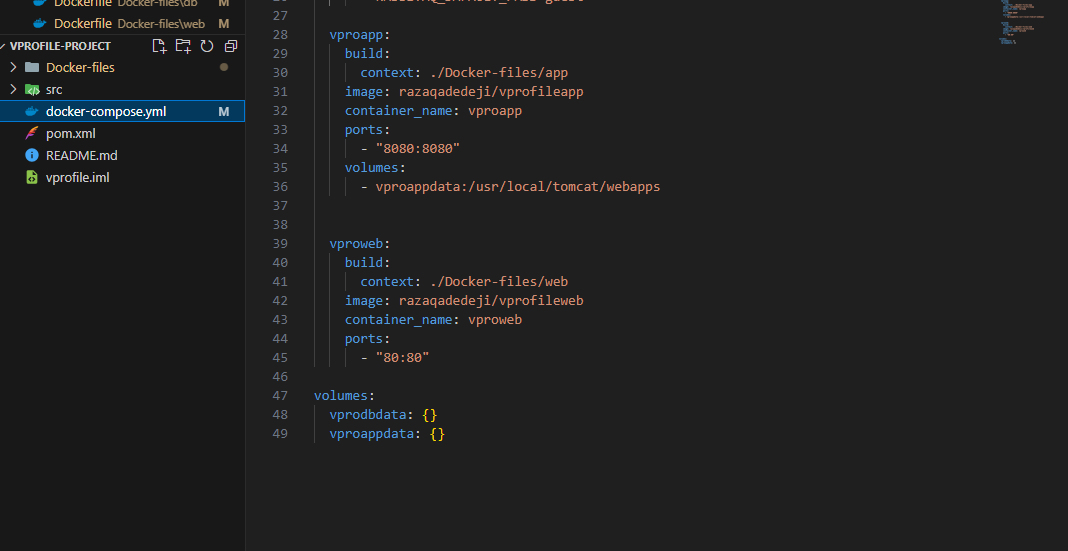 Dockerfile Docker-files\db M
Dockerfile Docker-files\web M
VPROFILE-PROJECT
Docker-files
src
docker-compose.yml M
pom.xml
README.md
vprofile.iml
27
28 vproapp:
29 build:
30 context: ./Docker-files/app
31 image: razaqadedeji/vprofileapp
32 container_name: vproapp
33 ports:
34 - "8080:8080"
35 volumes:
36 - vproappdata:/usr/local/tomcat/webapps
37
38
39 vproweb:
40 build:
41 context: ./Docker-files/web
42 image: razaqadedeji/vprofileweb
43 container_name: vproweb
44 ports:
45 - "80:80"
46
47 volumes:
48 vprodbdata: {}
49 vproappdata: {}